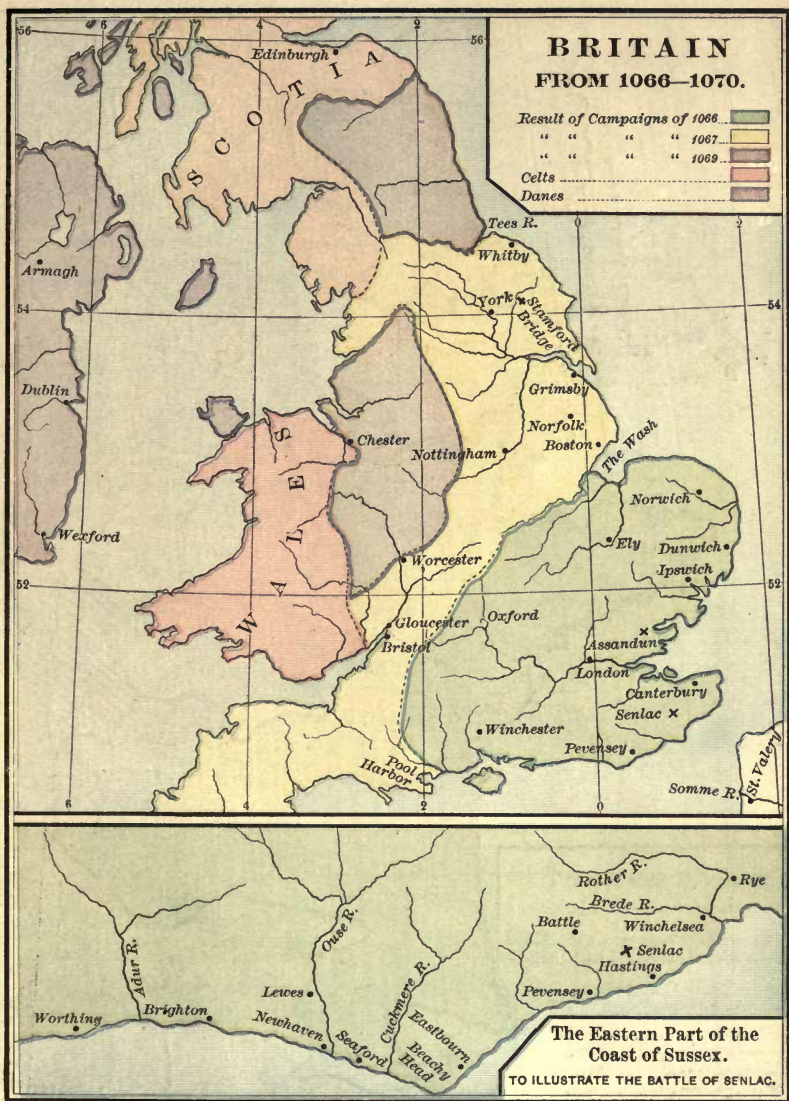 BRITAIN
FROM 1066—1070.
Result of Campaigns of 1066
“ “ “ “ 1067
“ “ “ “ 1069
Celts
Danes
56
6
4
2
56
Edinburgh
SCOTIA
Tees R.
0
2
Whitby
Armagh
54
York
Stamford
Bridge
54
Dublin
Grimsby
Norfolk
Chester
Nottingham
Boston
The Wash
WALES
Norwich
Wexford
Ely
Dunwich
Worcester
Ipswich
52
52
Gloucester
Oxford
Bristol
Assandun
London
Canterbury
Senlac
Winchester
Pevensey
Pool
Harbor
St. Valery
Somme R.
6
4
2
0
Rother R.
Rye
Brede R.
Battle
Winchelsea
Ouse R.
Adur R.
Senlac
Hastings
Cuckmere R.
Lewes
Pevensey
Worthing
Brighton
Newhaven
Seaford
Eastbourn
Beachy
Head
The Eastern Part of the
Coast of Sussex.
TO ILLUSTRATE THE BATTLE OF SENLAC.